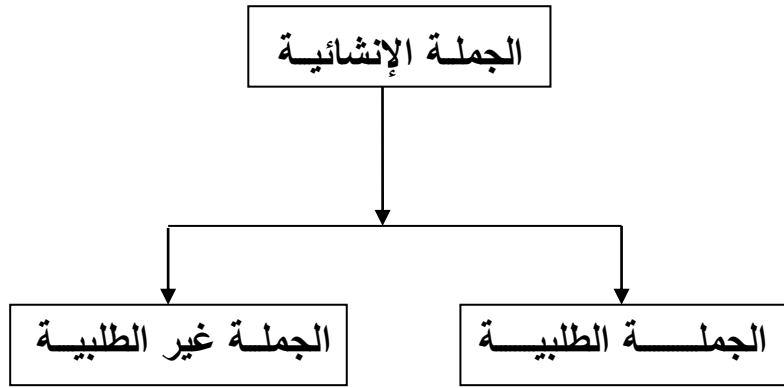 الجملة الإنشائية
الجملة الطلبية
الجملة غير الطلبية